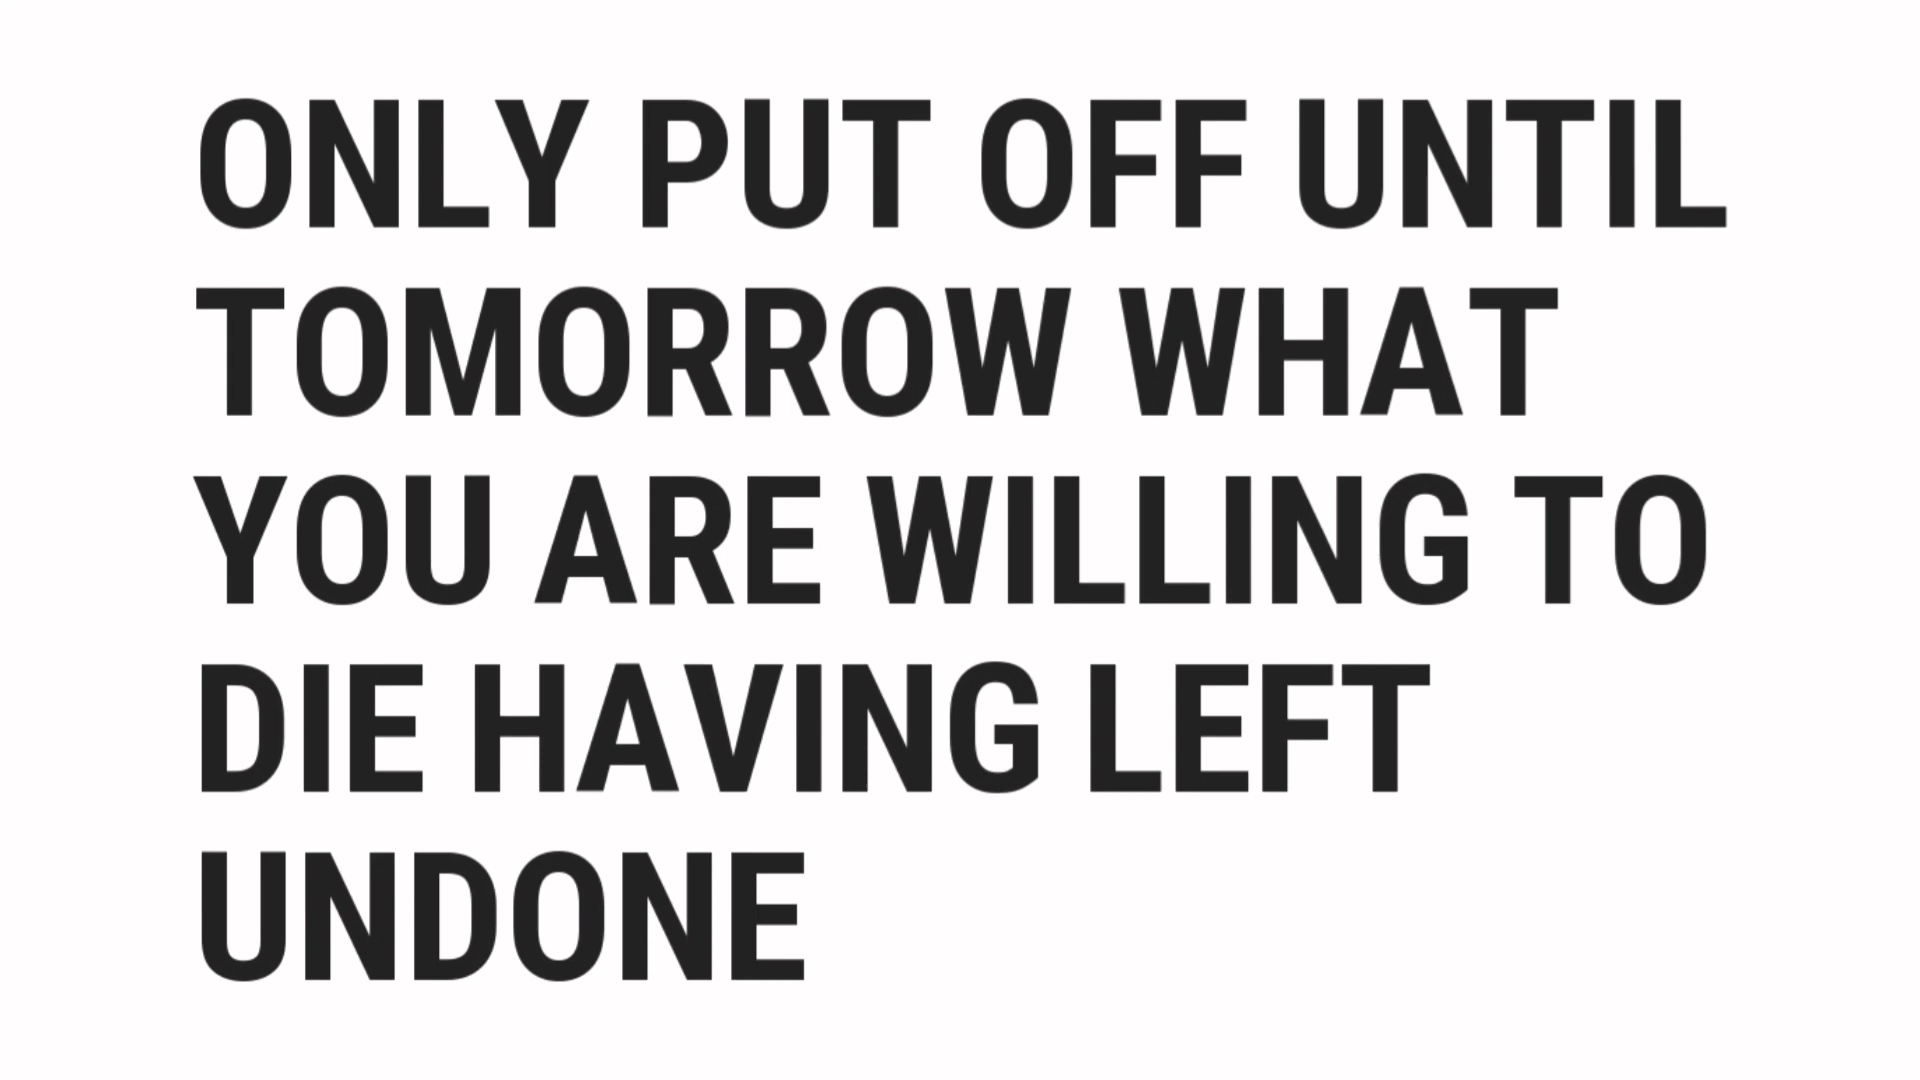 ONLY PUT OFF UNTIL
TOMORROW WHAT
YOU ARE WILLING TO
DIE HAVING LEFT
UNDONE